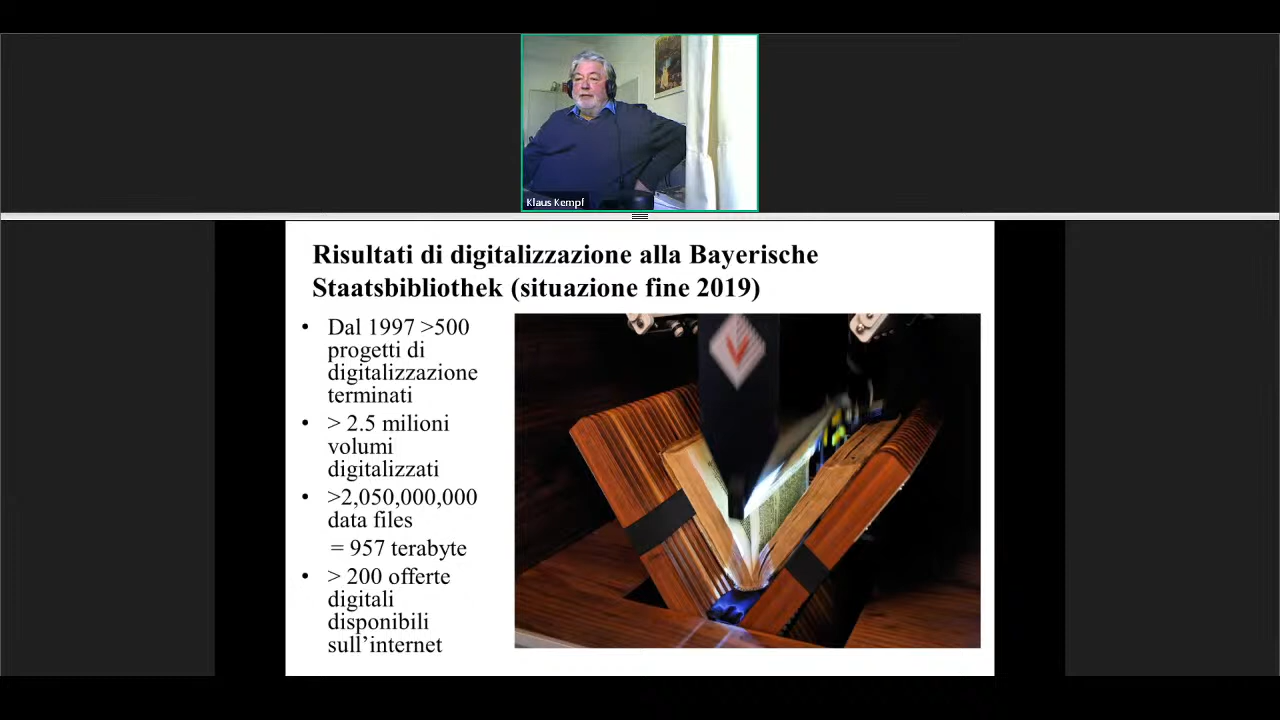 Klaus Kempf
Risultati di digitalizzazione alla Bayerische
Staatsbibliothek (situazione fine 2019)
• Dal 1997 >500
progetti di
digitalizzazione
terminati
• > 2.5 milioni
volumi
digitalizzati
• >2,050,000,000
data files
= 957 terabyte
• > 200 offerte
digitali
disponibili
sull’internet